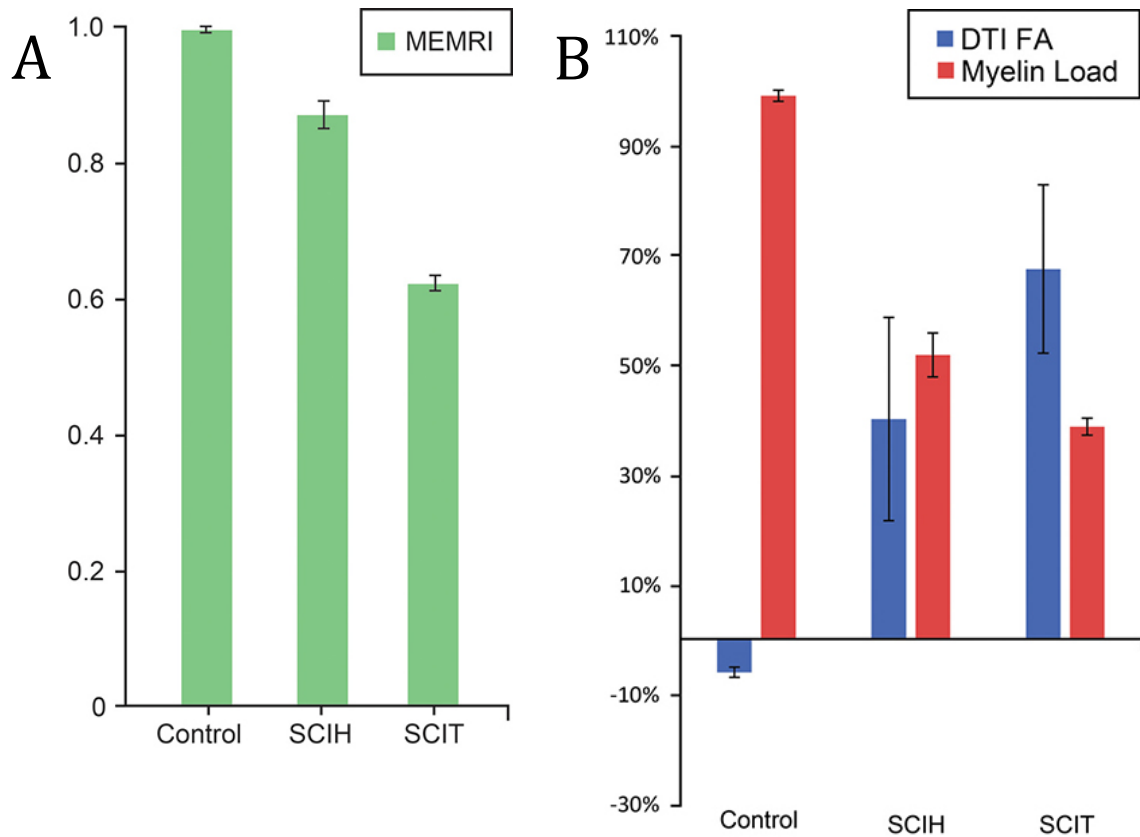 A
MEMRI
1.0
0.8
0.6
0.4
0.2
0
Control SCIH SCIT
B
DTI FA
Myelin Load
110%
90%
70%
50%
30%
10%
-10%
-30%
Control SCIH SCIT